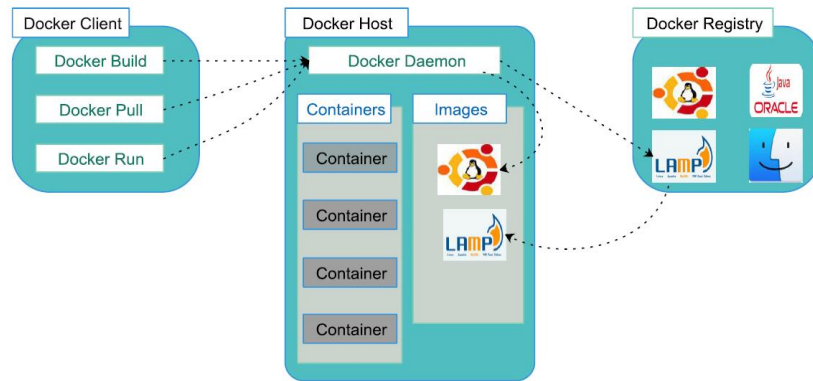 Docker Client
Docker Build
Docker Pull
Docker Run
Docker Host
Docker Daemon
Containers
Container
Container
Container
Container
Images
LAMP
Docker Registry
Java
ORACLE
LAMP